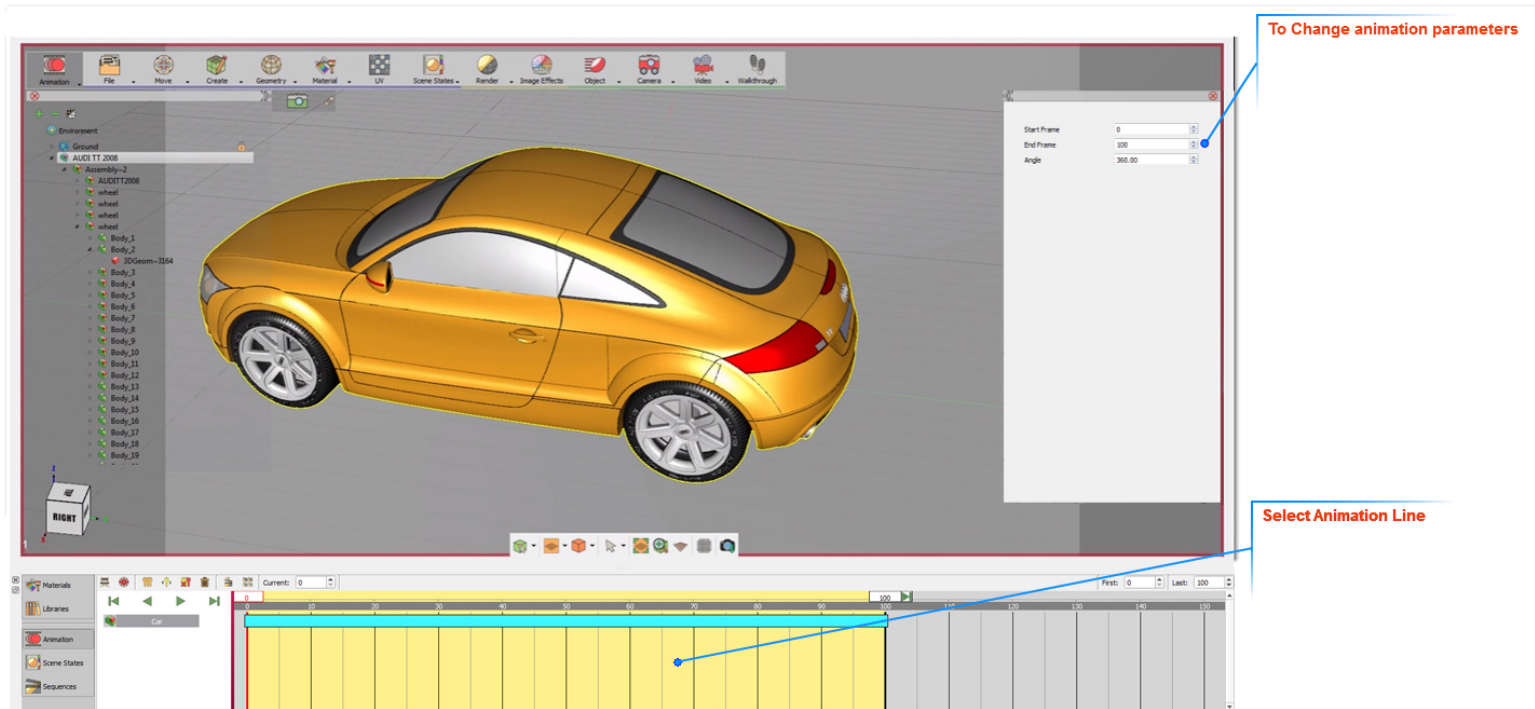 To Change animation parameters
Animation
File
Move
Create
Geometry
Material
UV
Scene States
Render
Image Effects
Object
Camera
Video
Walkthrough
Environment
Ground
AUDI TT 2008
Assembly~2
AUDITT2008
wheel
wheel
wheel
wheel
Body_1
Body_2
3DGeom~3164
Body_3
Body_4
Body_5
Body_6
Body_7
Body_8
Body_9
Body_10
Body_11
Body_12
Body_13
Body_14
Body_15
Body_16
Body_17
Body_18
Body_19
Start Frame 0
End Frame 100
Angle 360.00
RIGHT
Select Animation Line
Materials
Libraries
Animation
Scene States
Sequences
Current: 0
First: 0 Last: 100
0 100
0 10 20 30 40 50 60 70 80 90 100 110 120 130 140 150
Car